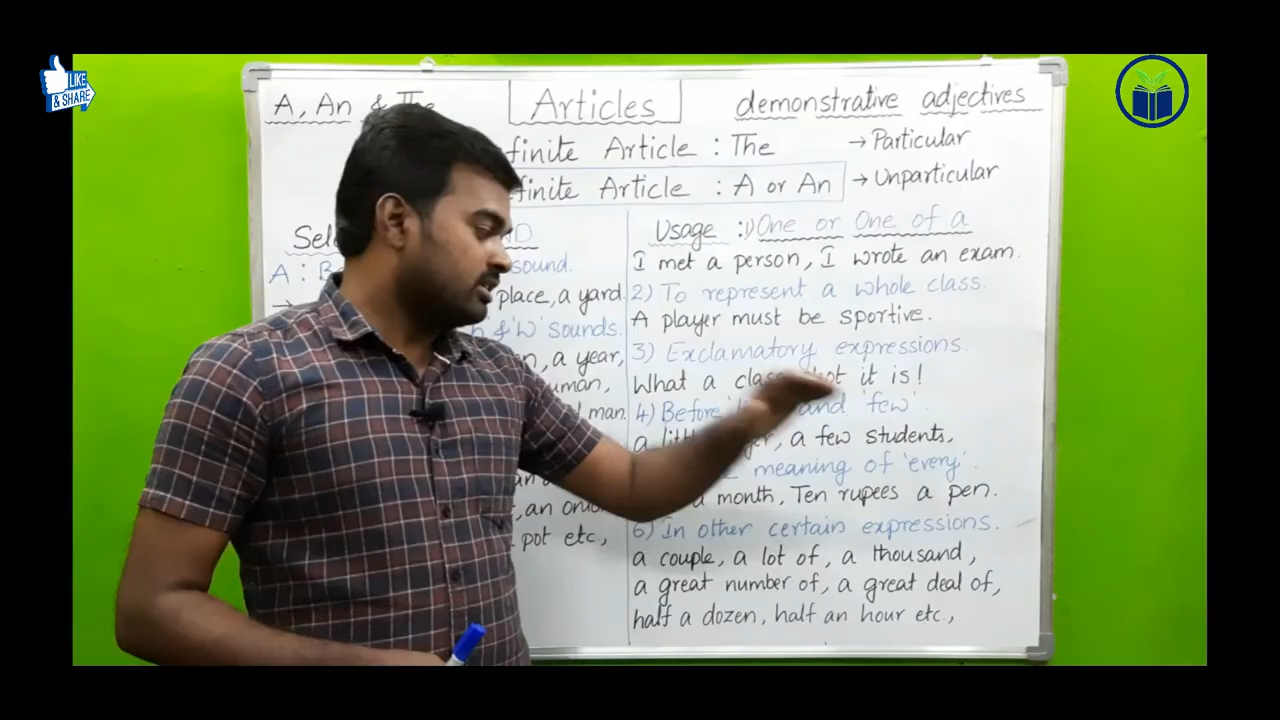 LIKE
& SHARE
A, An & The
Articles
demonstrative adjectives
finite Article : The → Particular
finite Article : A or An → Unparticular
sound.
place, a yard.
& 'W' sounds.
a year,
man.
pot etc,
Usage :1) One or One of a
I met a person, I wrote an exam.
2) To represent a whole class.
A player must be sportive.
3) Exclamatory expressions.
What a it is!
4) Before and 'few'.
a few students,
meaning of 'every'.
a month, Ten rupees a pen.
6) In other certain expressions.
a couple, a lot of, a thousand,
a great number of, a great deal of,
half a dozen, half an hour etc.,